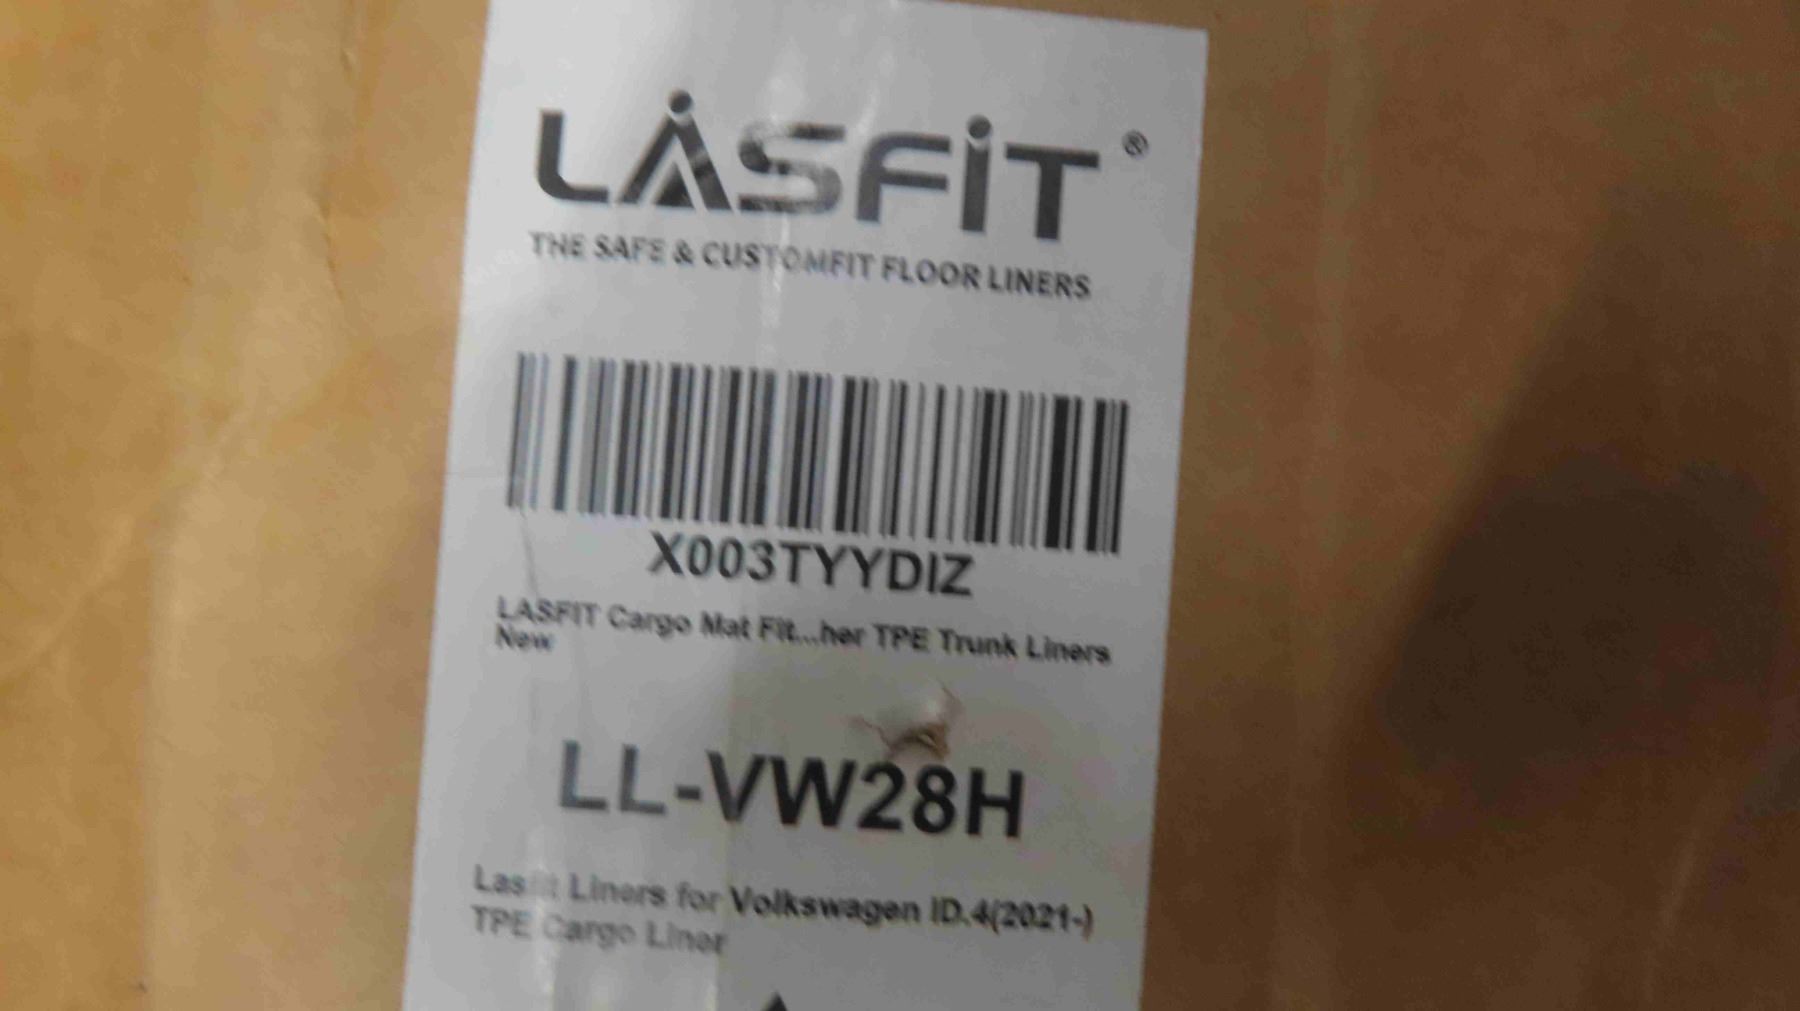 LASFIT ®
THE SAFE & CUSTOMFIT FLOOR LINERS
X003TYYDIZ
LASFIT Cargo Mat Fit...her TPE Trunk Liners
New
LL-VW28H
Lasfit Liners for Volkswagen ID.4(2021-)
TPE Cargo Liner